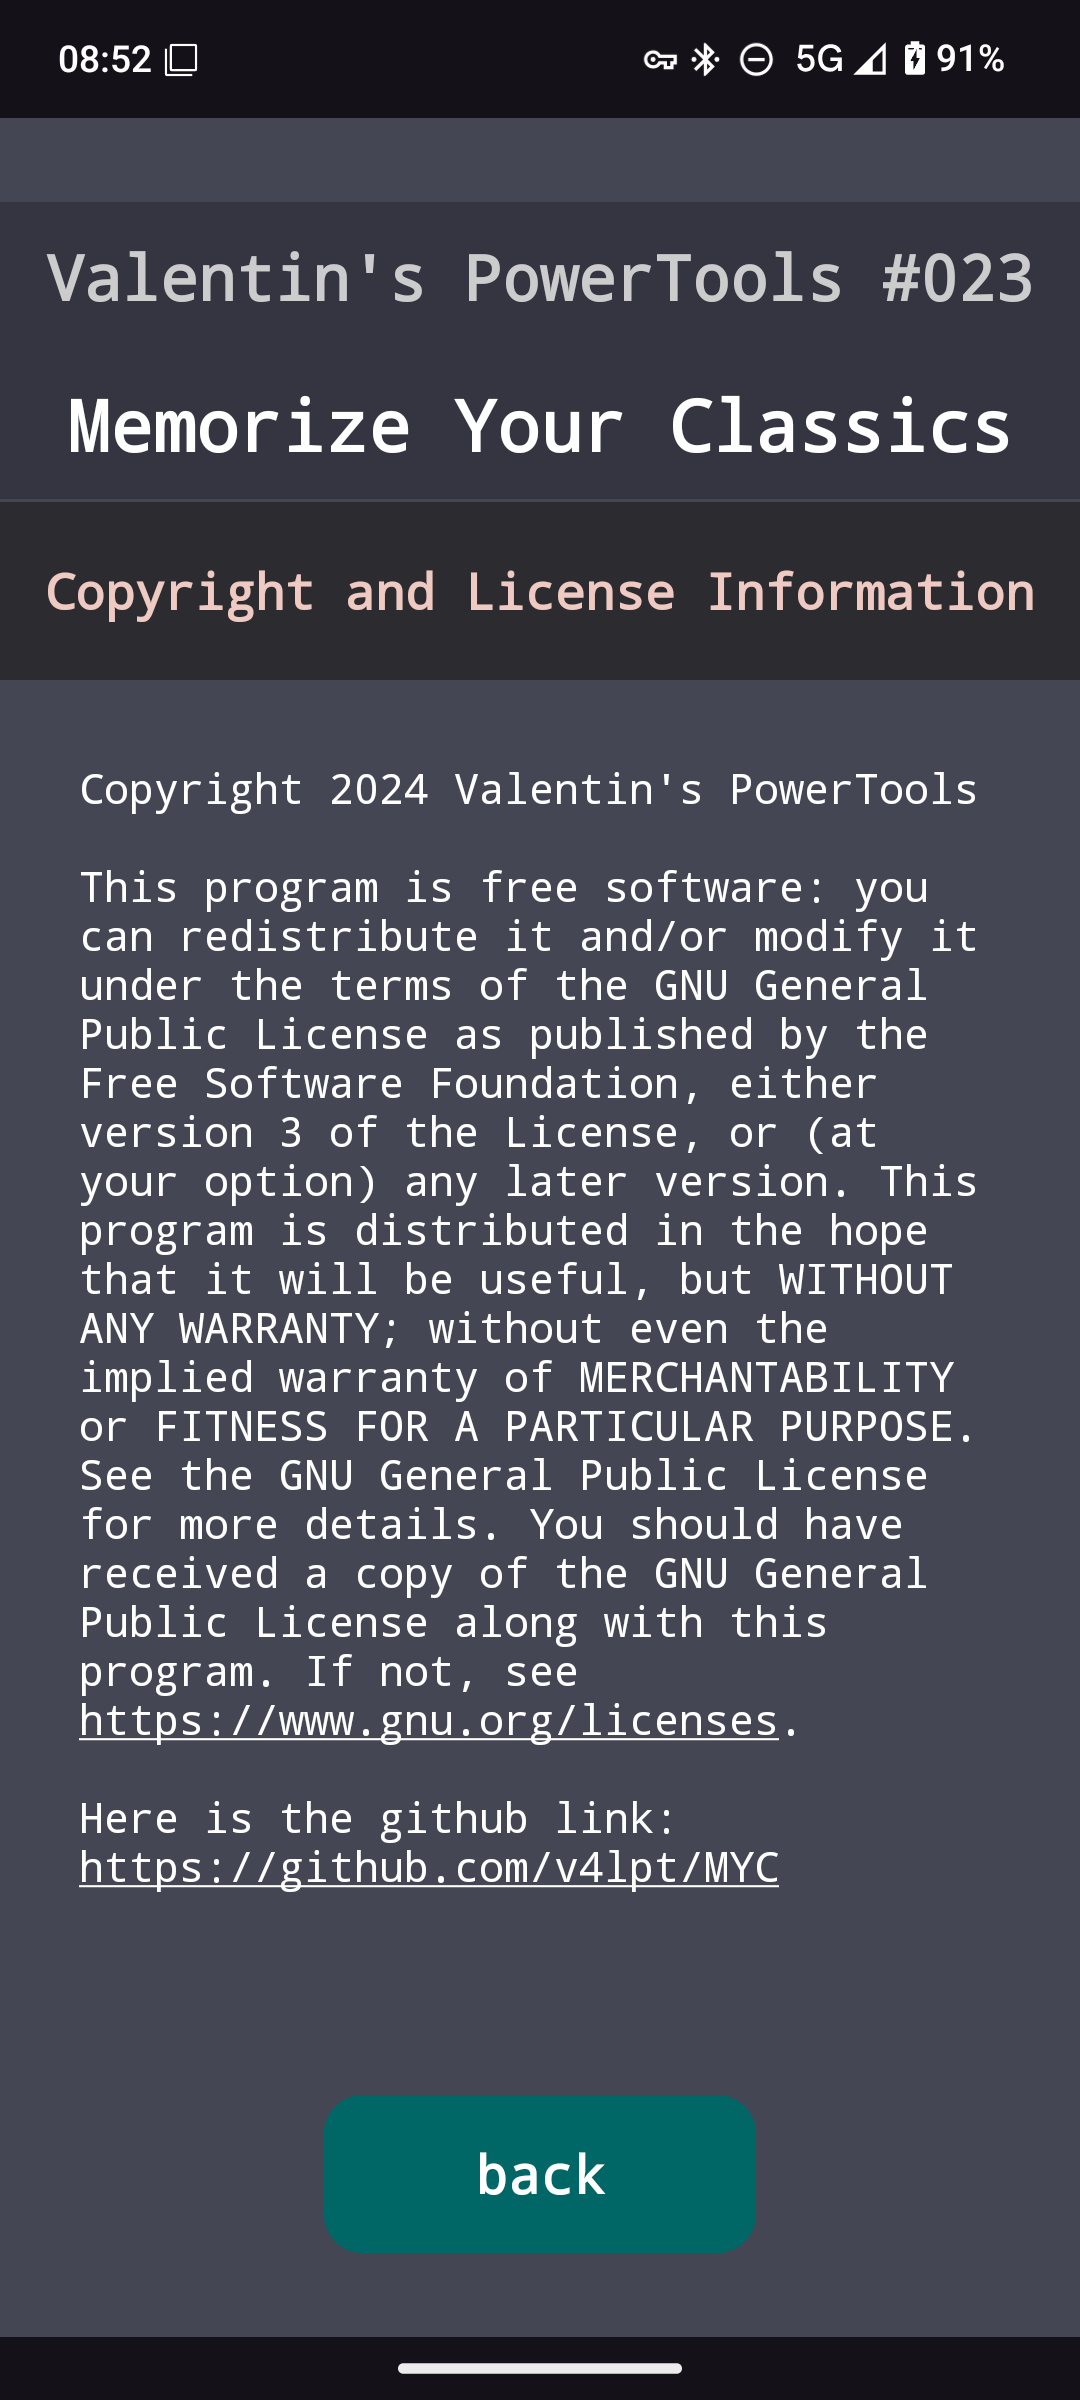 08:52
5G 91%
Valentin's PowerTools #023
Memorize Your Classics
Copyright and License Information
Copyright 2024 Valentin's PowerTools
This program is free software: you
can redistribute it and/or modify it
under the terms of the GNU General
Public License as published by the
Free Software Foundation, either
version 3 of the License, or (at
your option) any later version. This
program is distributed in the hope
that it will be useful, but WITHOUT
ANY WARRANTY; without even the
implied warranty of MERCHANTABILITY
or FITNESS FOR A PARTICULAR PURPOSE.
See the GNU General Public License
for more details. You should have
received a copy of the GNU General
Public License along with this
program. If not, see
https://www.gnu.org/licenses.
Here is the github link:
https://github.com/v4lpt/MYC
back